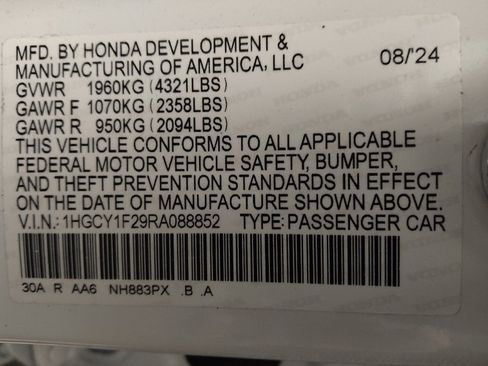 MFD. BY HONDA DEVELOPMENT &
MANUFACTURING OF AMERICA, LLC 08/'24
GVWR 1960KG (4321LBS)
GAWR F 1070KG (2358LBS)
GAWR R 950KG (2094LBS)
THIS VEHICLE CONFORMS TO ALL APPLICABLE
FEDERAL MOTOR VEHICLE SAFETY, BUMPER,
AND THEFT PREVENTION STANDARDS IN EFFECT
ON THE DATE OF MANUFACTURE SHOWN ABOVE.
V.I.N.: 1HGCY1F29RA088852 TYPE: PASSENGER CAR
30A R AA6 NH883PX .B .A